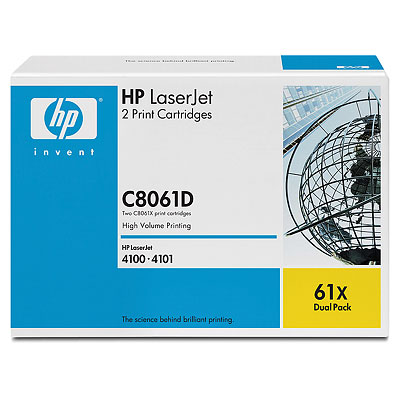 hp
invent
HP LaserJet
2 Print Cartridges
C8061D
Two C8061X print cartridges
High Volume Printing
HP LaserJet
4100 · 4101
61X
Dual Pack
The science behind brilliant printing.